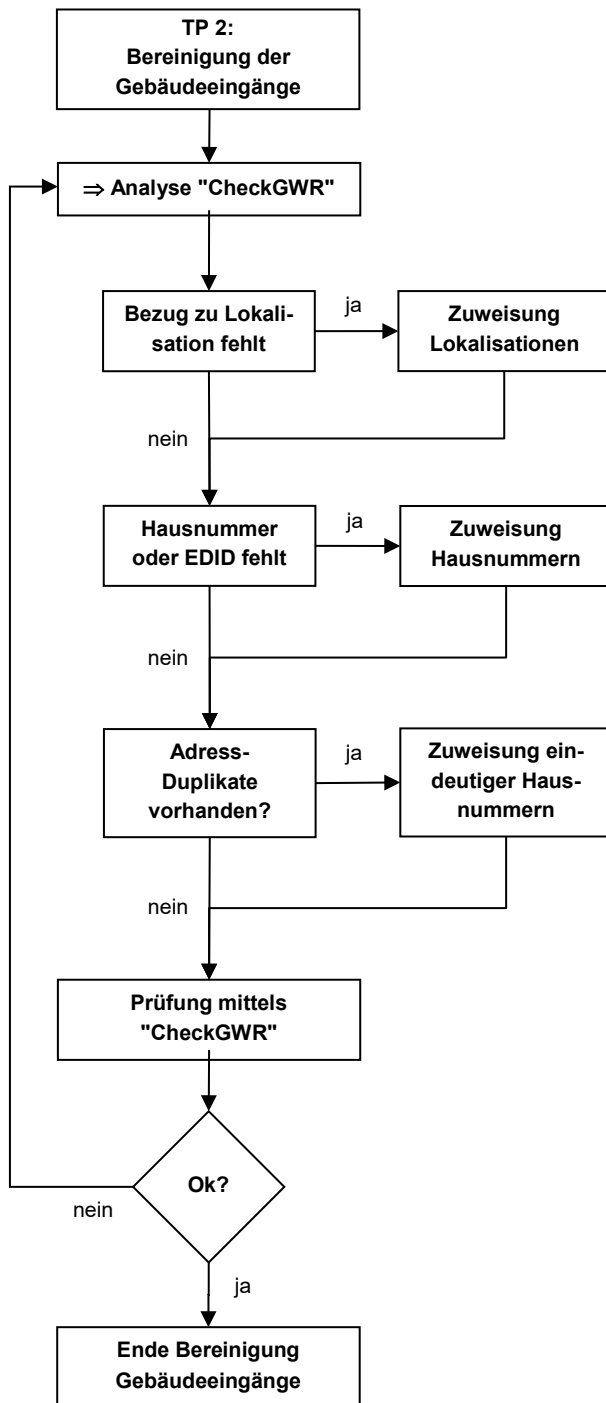 TP 2:
Bereinigung der
Gebäudeeingänge
⇒ Analyse "CheckGWR"
Bezug zu Lokali-
sation fehlt
ja
Zuweisung
Lokalisationen
nein
Hausnummer
oder EDID fehlt
ja
Zuweisung
Hausnummern
nein
Adress-
Duplikate
vorhanden?
ja
Zuweisung ein-
deutiger Haus-
nummern
nein
Prüfung mittels
"CheckGWR"
Ok?
nein
ja
Ende Bereinigung
Gebäudeeingänge